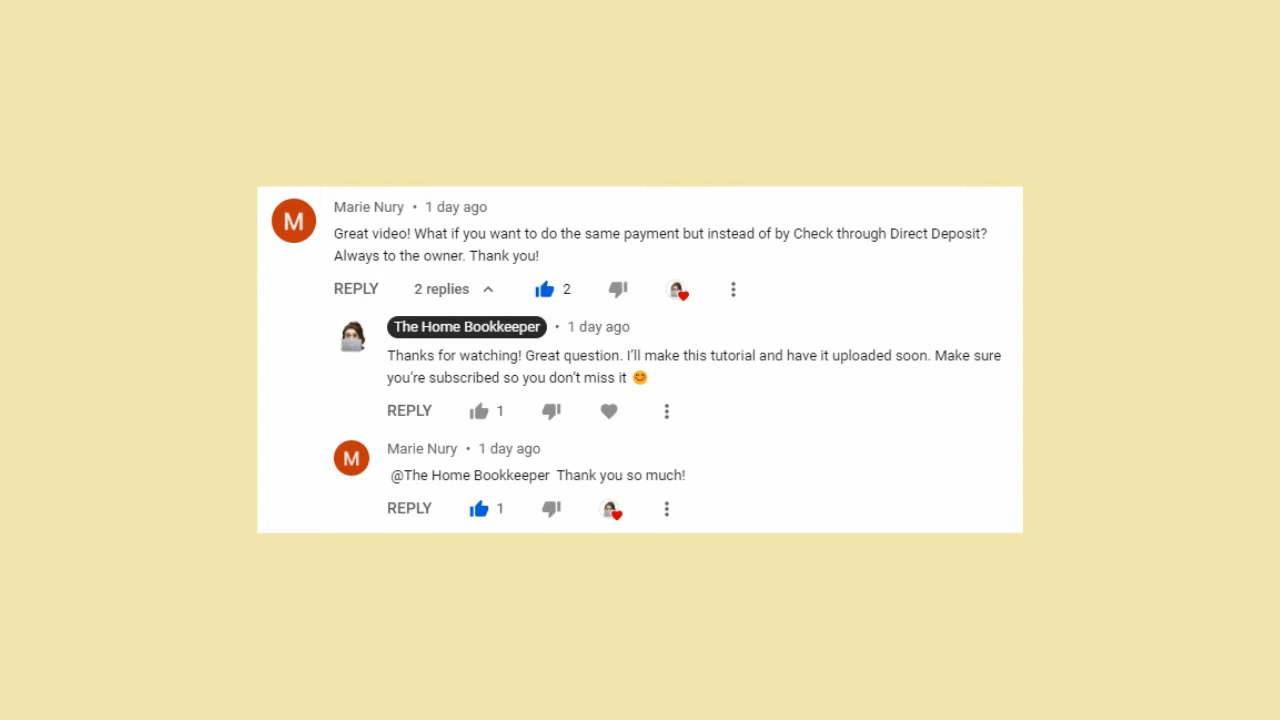 M
Marie Nury • 1 day ago
Great video! What if you want to do the same payment but instead of by Check through Direct Deposit?
Always to the owner. Thank you!
REPLY 2 replies 2
The Home Bookkeeper • 1 day ago
Thanks for watching! Great question. I'll make this tutorial and have it uploaded soon. Make sure
you're subscribed so you don't miss it 😊
REPLY 1
M
Marie Nury • 1 day ago
@The Home Bookkeeper Thank you so much!
REPLY 1